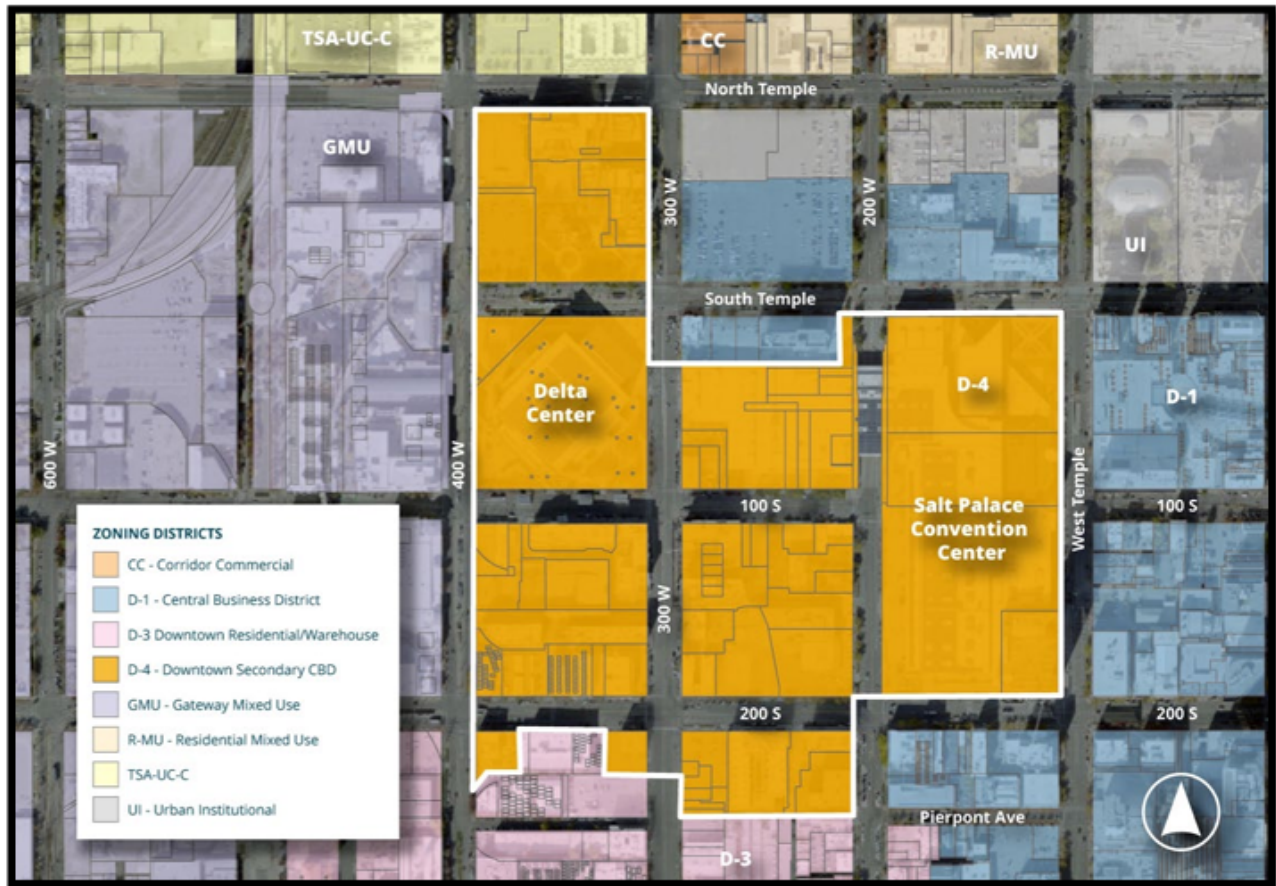 TSA-UC-C
CC
R-MU
North Temple
GMU
300 W
200 W
UI
South Temple
Delta
Center
D-4
D-1
600 W
400 W
West Temple
100 S
100 S
Salt Palace
Convention
Center
300 W
ZONING DISTRICTS
CC - Corridor Commercial
D-1 - Central Business District
D-3 Downtown Residential/Warehouse
D-4 - Downtown Secondary CBD
GMU - Gateway Mixed Use
R-MU - Residential Mixed Use
TSA-UC-C
UI - Urban Institutional
200 S
200 S
Pierpont Ave
D-3